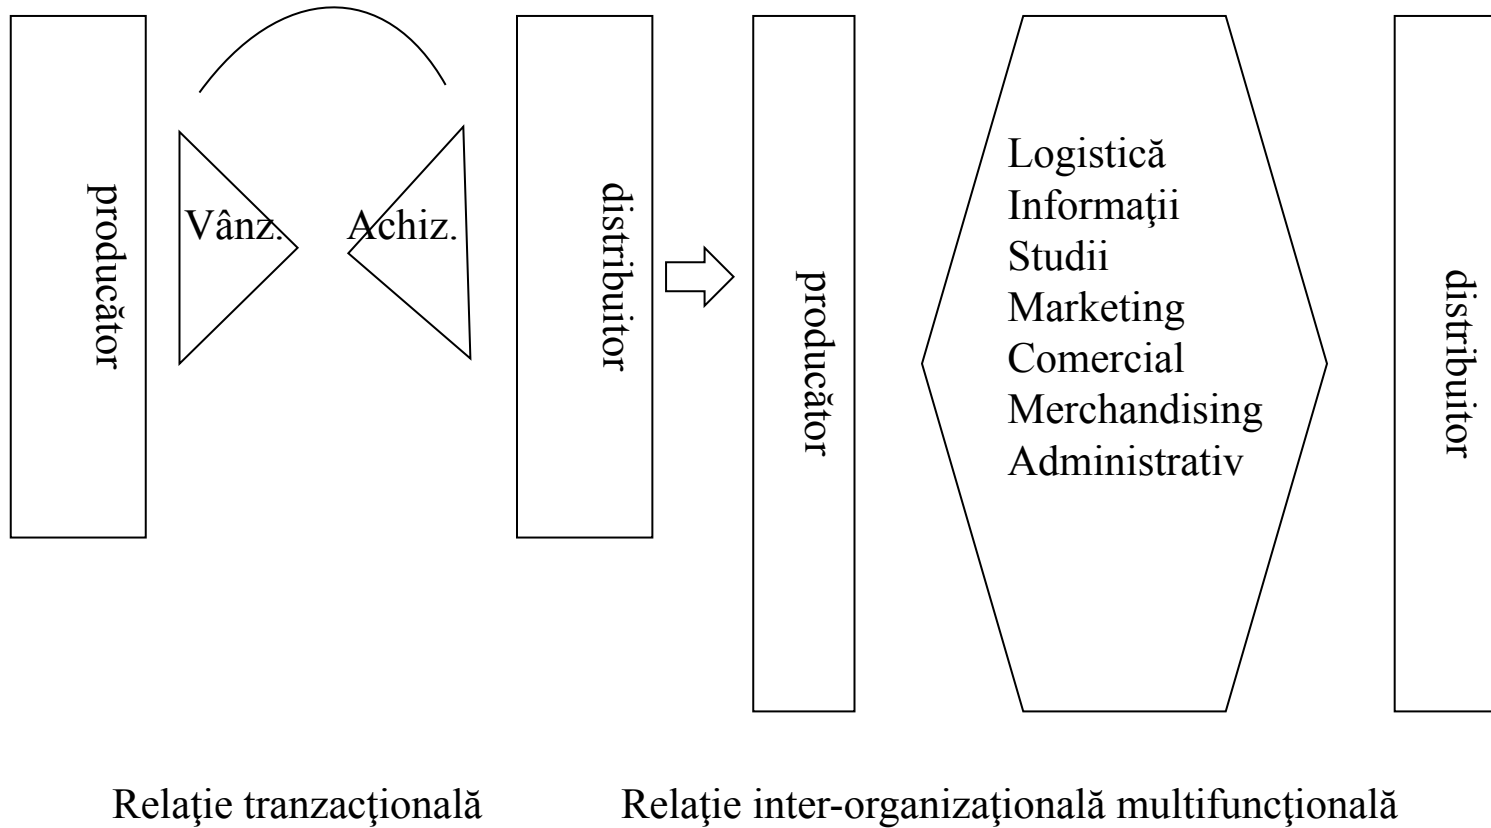 producător
Vânz.
Achiz.
distribuitor
producător
Logistică
Informaţii
Studii
Marketing
Comercial
Merchandising
Administrativ
distribuitor
Relaţie tranzacţională
Relaţie inter-organizaţională multifuncţională